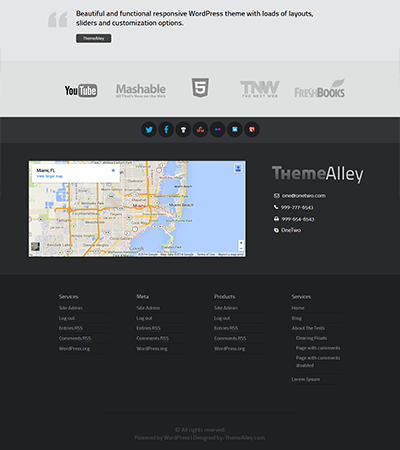 Beautiful and functional responsive WordPress theme with loads of layouts,
sliders and customization options.
ThemeAlley
YouTube
Mashable
5
TNW
THE NEXT WEB
FRESHBOOKS
Miami, FL
View larger map
Miami
Miami Beach
Google
ThemeAlley
one@onetwo.com
999-777-6543
999-654-6543
OneTwo
Services
Meta
Products
Services
Site Admin
Site Admin
Site Admin
Home
Log out
Log out
Log out
Blog
Entries RSS
Entries RSS
Entries RSS
About The Tests
Comments RSS
Comments RSS
Comments RSS
Clearing Floats
WordPress.org
WordPress.org
WordPress.org
Page with comments
Page with comments
disabled
Lorem Ipsum
© All rights reserved.
Powered by WordPress | Designed by: ThemeAlley.com